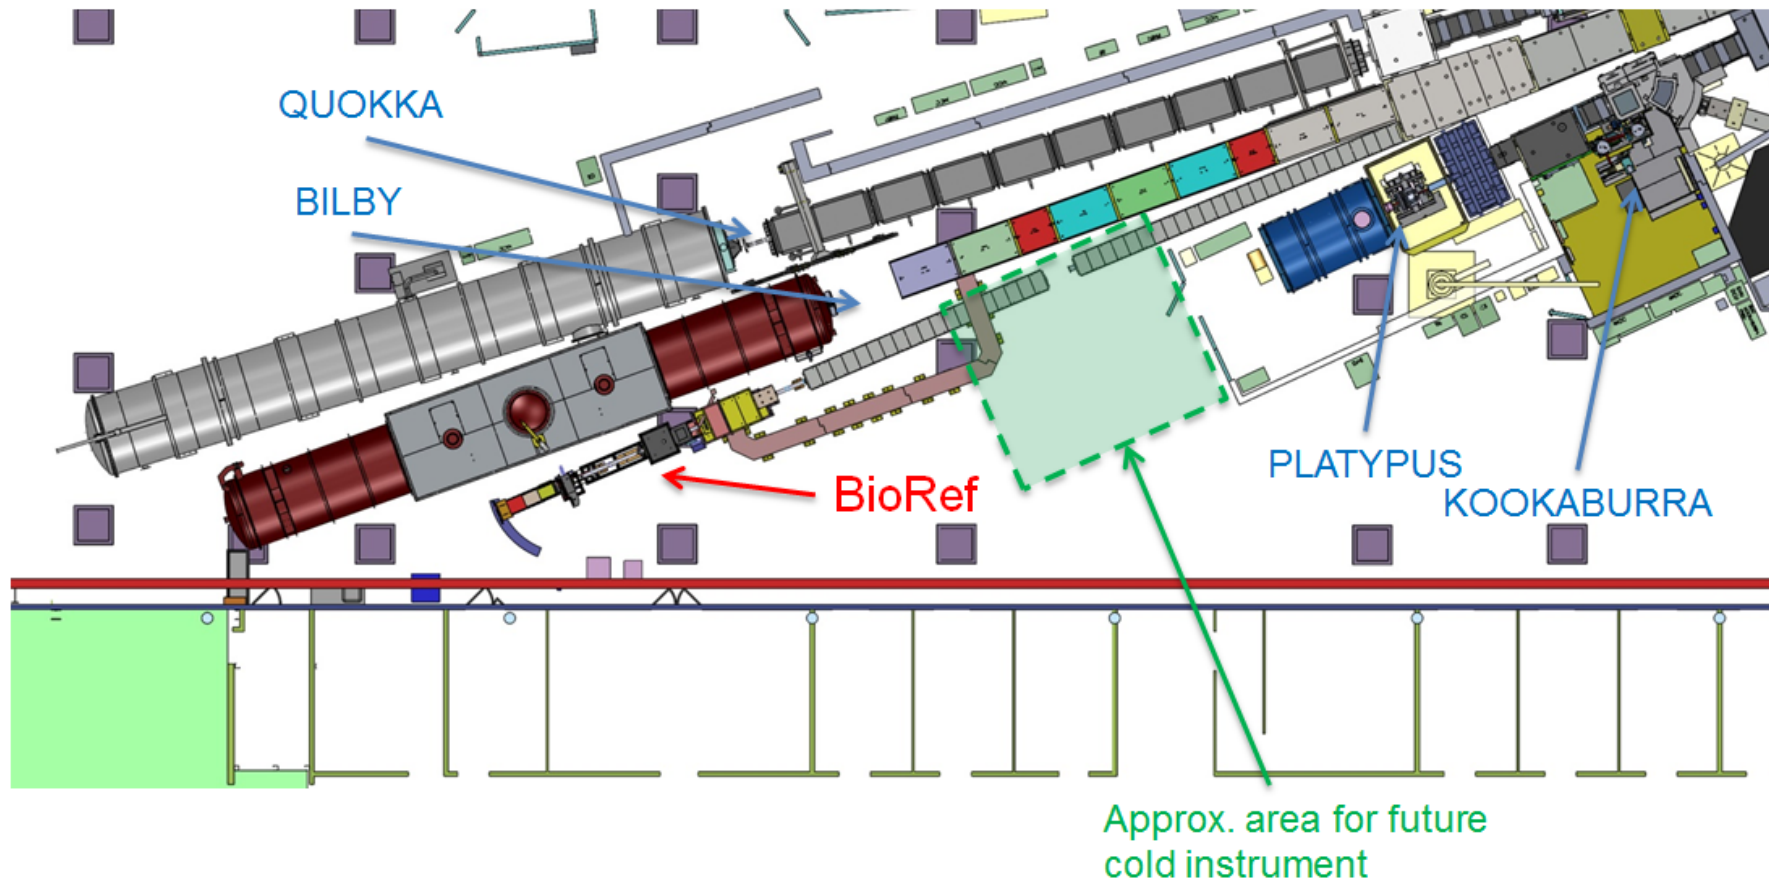 QUOKKA
BILBY
BioRef
PLATYPUS
KOOKABURRA
Approx. area for future
cold instrument